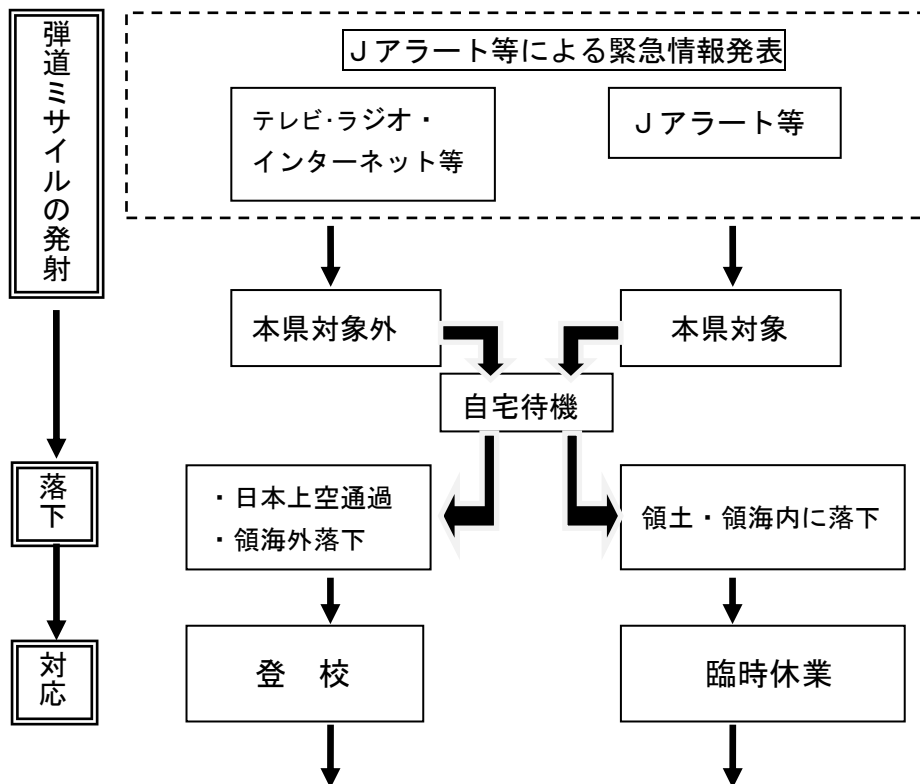 弾道ミサイルの発射
Jアラート等による緊急情報発表
テレビ・ラジオ・
インターネット等
Jアラート等
本県対象外
本県対象
自宅待機
落下
・日本上空通過
・領海外落下
領土・領海内に落下
対応
登 校
臨時休業